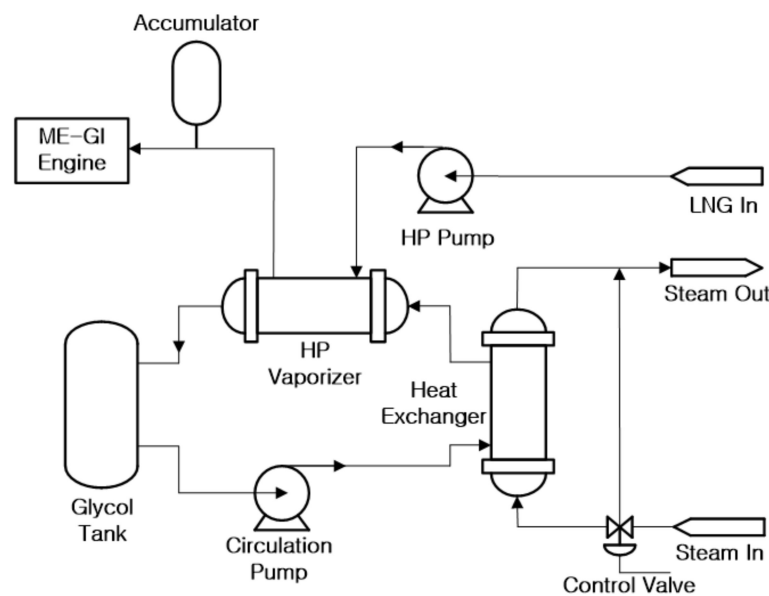 Accumulator
ME-GI
Engine
HP Pump
LNG In
Steam Out
HP
Vaporizer
Heat
Exchanger
Glycol
Tank
Circulation
Pump
Steam In
Control Valve